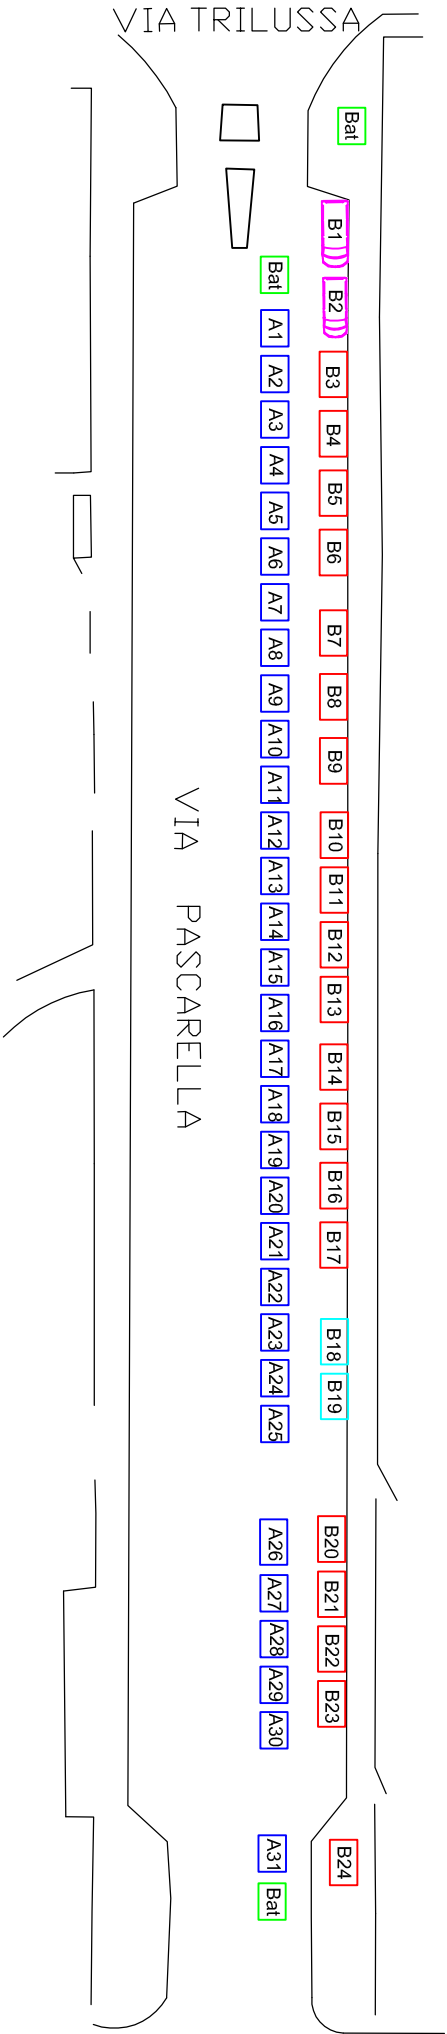 VIA TRILUSSA
Bat
B1
B2
B3
B4
B5
B6
B7
B8
B9
B10
B11
B12
B13
B14
B15
B16
B17
B18
B19
B20
B21
B22
B23
B24
Bat
A1
A2
A3
A4
A5
A6
A7
A8
A9
A10
A11
A12
A13
A14
A15
A16
A17
A18
A19
A20
A21
A22
A23
A24
A25
A26
A27
A28
A29
A30
A31
Bat
VIA PASCARELLA